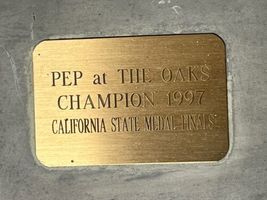 PEP at THE OAKS
CHAMPION 1997
CALIFORNIA STATE MEDAL FINALS